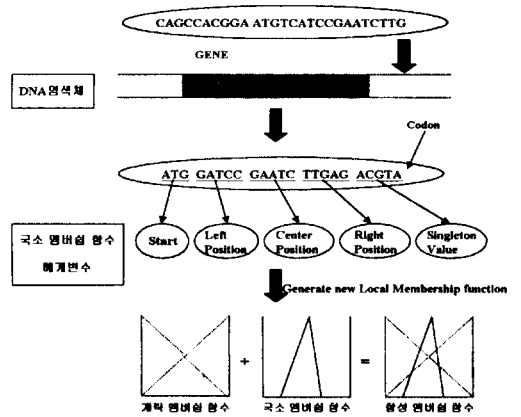 CAGCCACGGA ATGTCATCCGAATCTTG
GENE
DNA염색체
Codon
ATG GATCC GAATC TTGAG ACGTA
국소 멤버쉽 함수
매개변수
Start
Left
Position
Center
Position
Right
Position
Singleton
Value
Generate new Local Membership function
+
=
개략 멤버쉽 함수
국소 멤버쉽 함수
합성 멤버쉽 함수